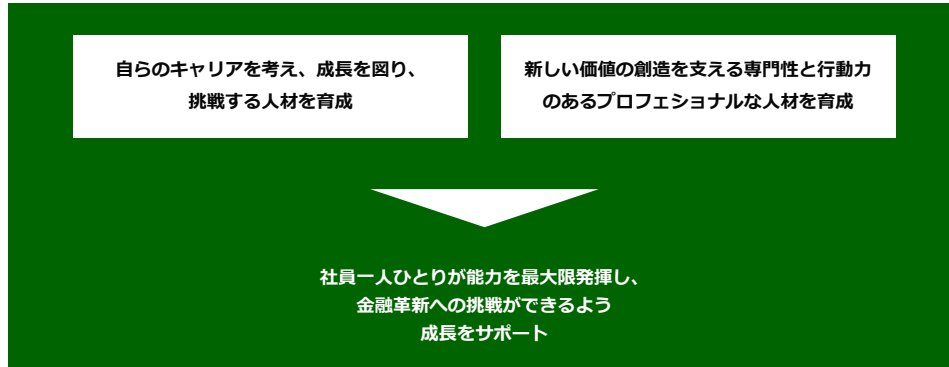 自らのキャリアを考え、成長を図り、
挑戦する人材を育成
新しい価値の創造を支える専門性と行動力
のあるプロフェショナルな人材を育成
社員一人ひとりが能力を最大限発揮し、
金融革新への挑戦ができるよう
成長をサポート